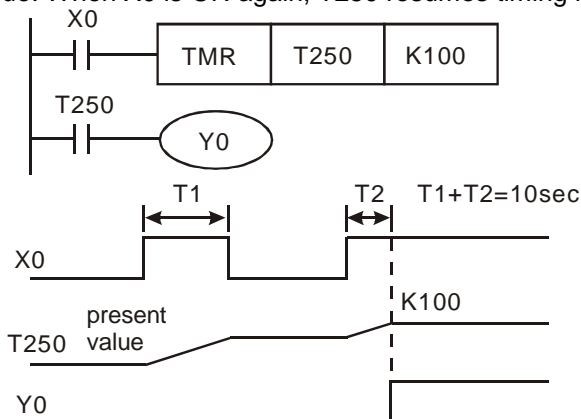 When X0 is ON again, T250 resumes timing
X0
TMR T250 K100
T250
Y0
T1 T2 T1+T2=10sec
X0
K100
present
T250 value
Y0